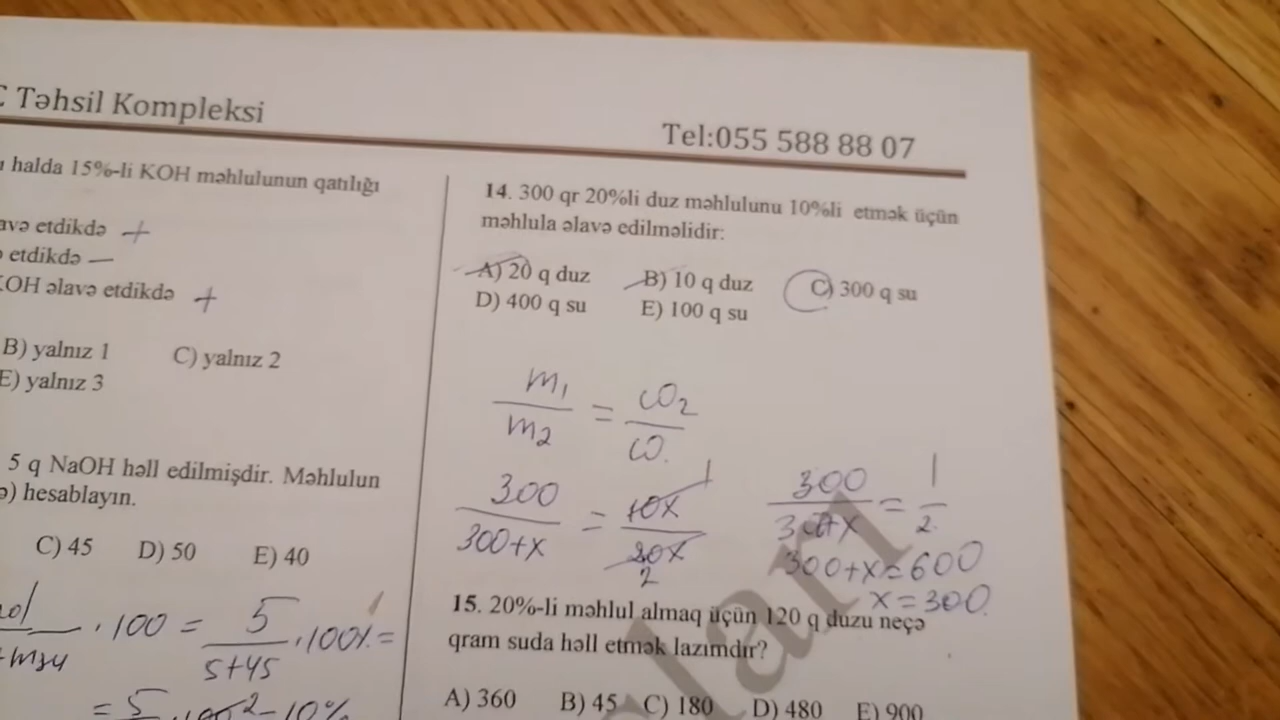 Təhsil Kompleksi
Tel:055 588 88 07
halda 15%-li KOH məhlulunun qatılığı
etdikdə +
etdikdə —
əlavə etdikdə +
B) yalnız 1 C) yalnız 2
E) yalnız 3
5 q NaOH həll edilmişdir. Məhlulun
hesablayın.
C) 45 D) 50 E) 40
· 100 = 5/(5+45) · 100% =
14. 300 qr 20%li duz məhlulunu 10%li etmək üçün
məhlula əlavə edilməlidir:
A) 20 q duz B) 10 q duz C) 300 q su
D) 400 q su E) 100 q su
m₁/m₂ = ω₂/ω
300/(300+x) = 10x/20x 1 2
300/(300+x) = 1/2
300+x=600
x=300
15. 20%-li məhlul almaq üçün 120 q duzu neçə
qram suda həll etmək lazımdır?
A) 360 B) 45 C) 180 D) 480 E) 900